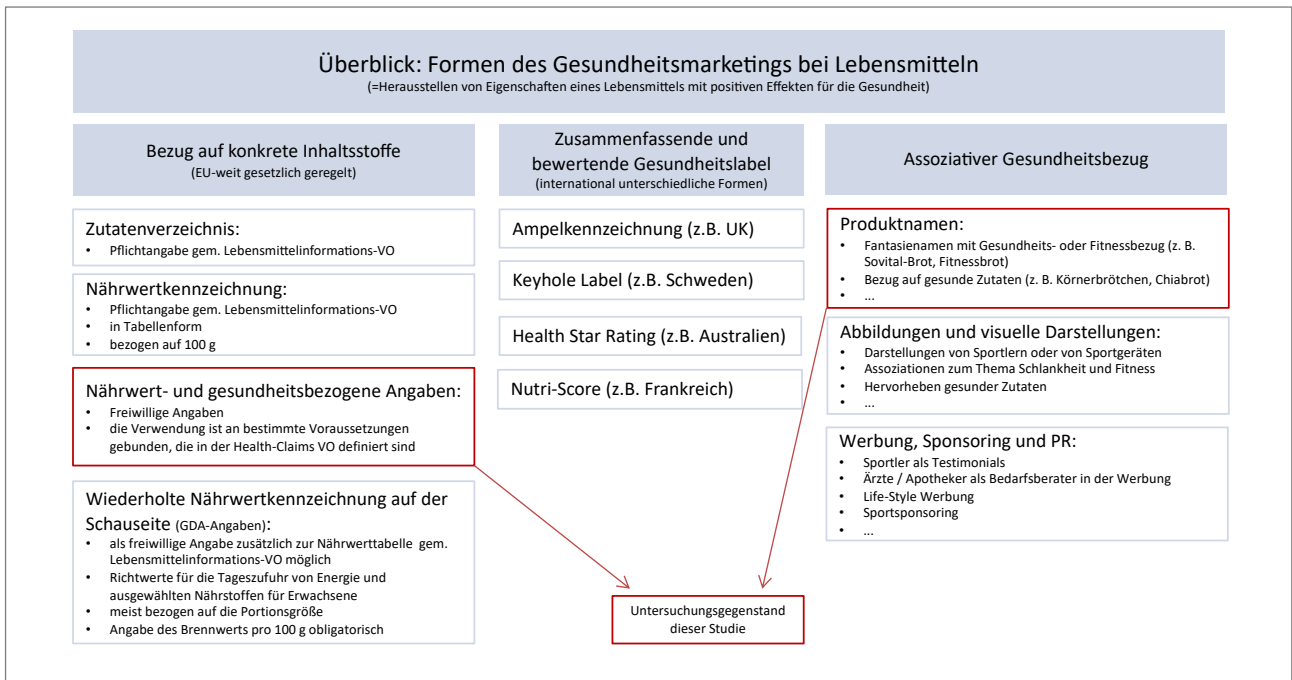 Überblick: Formen des Gesundheitsmarketings bei Lebensmitteln
(=Herausstellen von Eigenschaften eines Lebensmittels mit positiven Effekten für die Gesundheit)
Bezug auf konkrete Inhaltsstoffe
(EU-weit gesetzlich geregelt)
Zutatenverzeichnis:
• Pflichtangabe gem. Lebensmittelinformations-VO
Nährwertkennzeichnung:
• Pflichtangabe gem. Lebensmittelinformations-VO
• in Tabellenform
• bezogen auf 100 g
Nährwert- und gesundheitsbezogene Angaben:
• Freiwillige Angaben
• die Verwendung ist an bestimmte Voraussetzungen
gebunden, die in der Health-Claims VO definiert sind
Wiederholte Nährwertkennzeichnung auf der
Schauseite (GDA-Angaben):
• als freiwillige Angabe zusätzlich zur Nährwerttabelle gem.
Lebensmittelinformations-VO möglich
• Richtwerte für die Tageszufuhr von Energie und
ausgewählten Nährstoffen für Erwachsene
• meist bezogen auf die Portionsgröße
• Angabe des Brennwerts pro 100 g obligatorisch
Zusammenfassende und
bewertende Gesundheitslabel
(international unterschiedliche Formen)
Ampelkennzeichnung (z.B. UK)
Keyhole Label (z.B. Schweden)
Health Star Rating (z.B. Australien)
Nutri-Score (z.B. Frankreich)
Assoziativer Gesundheitsbezug
Produktnamen:
• Fantasienamen mit Gesundheits- oder Fitnessbezug (z. B.
Sovital-Brot, Fitnessbrot)
• Bezug auf gesunde Zutaten (z. B. Körnerbrötchen, Chiabrot)
• ...
Abbildungen und visuelle Darstellungen:
• Darstellungen von Sportlern oder von Sportgeräten
• Assoziationen zum Thema Schlankheit und Fitness
• Hervorheben gesunder Zutaten
• ...
Werbung, Sponsoring und PR:
• Sportler als Testimonials
• Ärzte / Apotheker als Bedarfsberater in der Werbung
• Life-Style Werbung
• Sportsponsoring
• ...
Untersuchungsgegenstand
dieser Studie